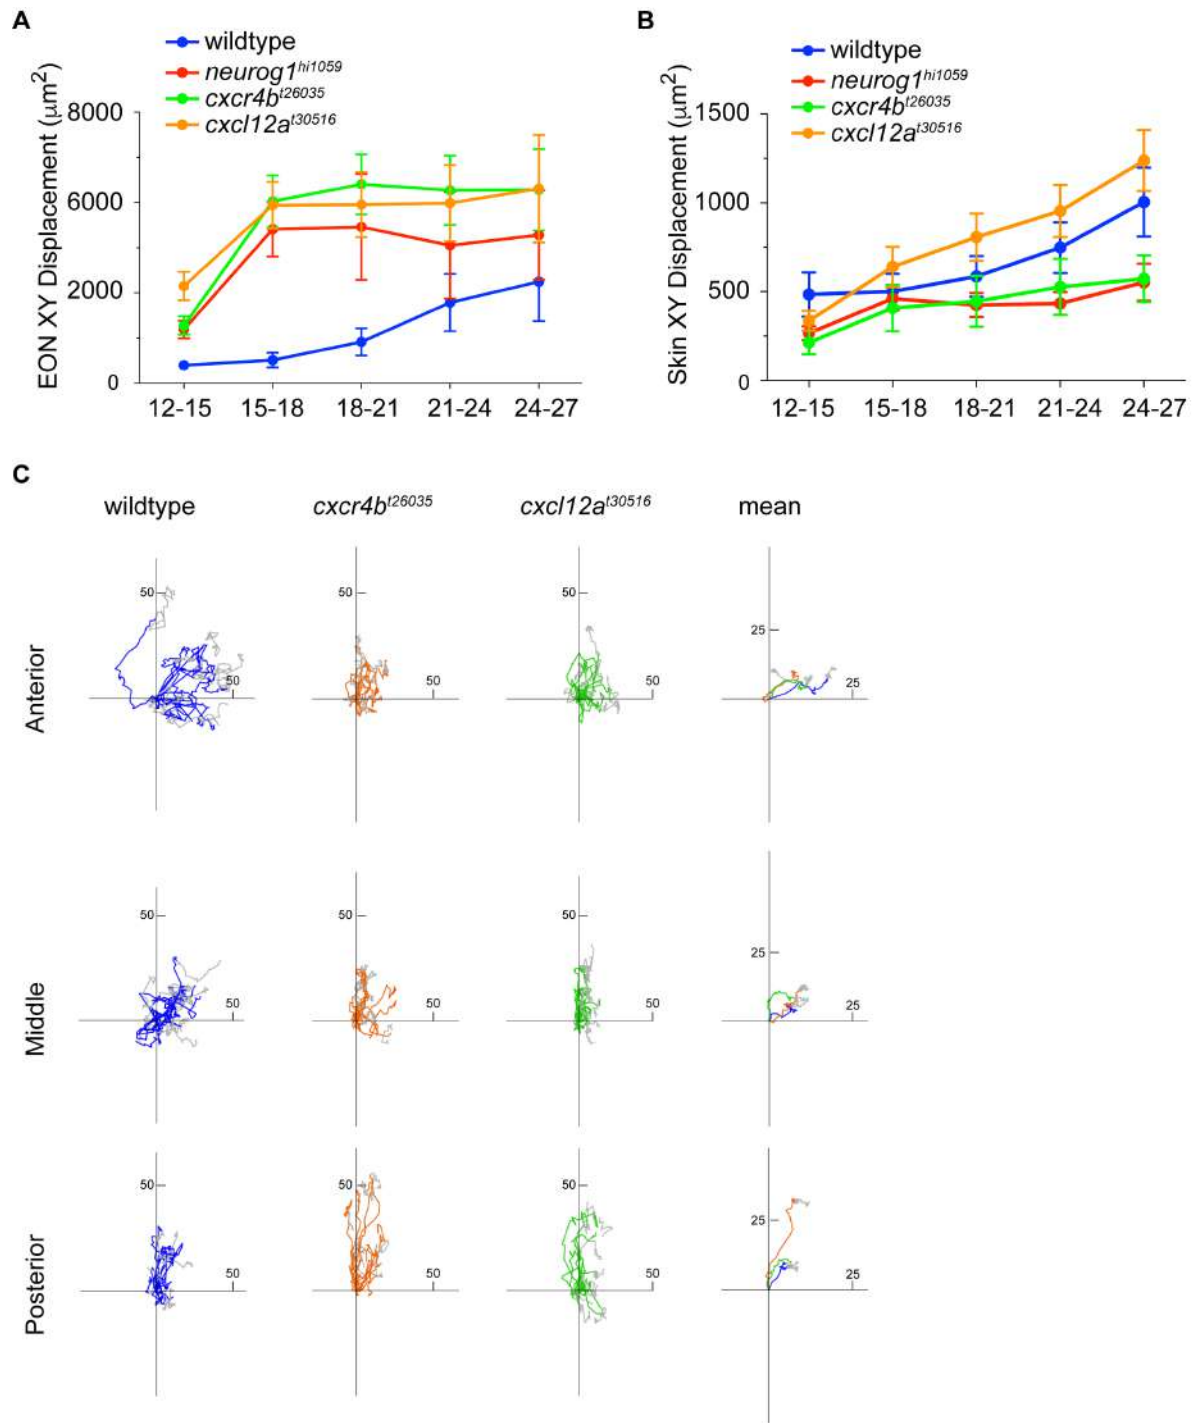 A
wildtype
neurog1hi1059
cxcr4bt26035
cxcl12at30516
EON XY Displacement (μm2)
8000
6000
2000
0
12-15 15-18 18-21 21-24 24-27
B
wildtype
neurog1hi1059
cxcr4bt26035
cxcl12at30516
Skin XY Displacement (μm2)
1500
1000
500
0
12-15 15-18 18-21 21-24 24-27
C
wildtype cxcr4bt26035 cxcl12at30516 mean
Anterior
50 50 50 25
50 50 50 25
Middle
50 50 50 25
50 50 50 25
Posterior
50 50 50 25
50 50 50 25